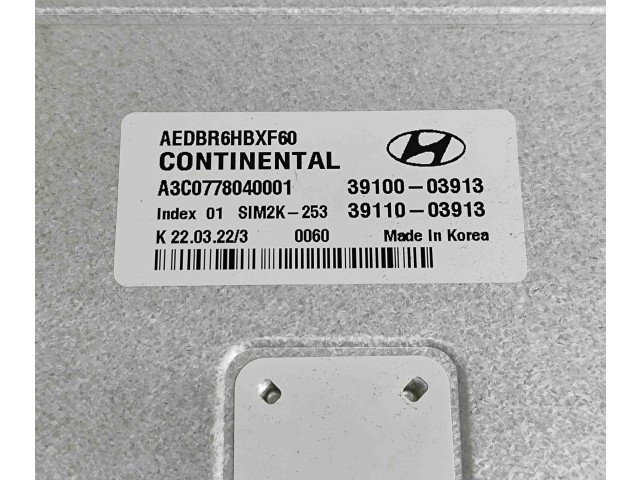 AEDBR6HBXF60
CONTINENTAL
A3C0778040001 39100-03913
Index 01 SIM2K-253 39110-03913
K 22.03.22/3 0060 Made In Korea